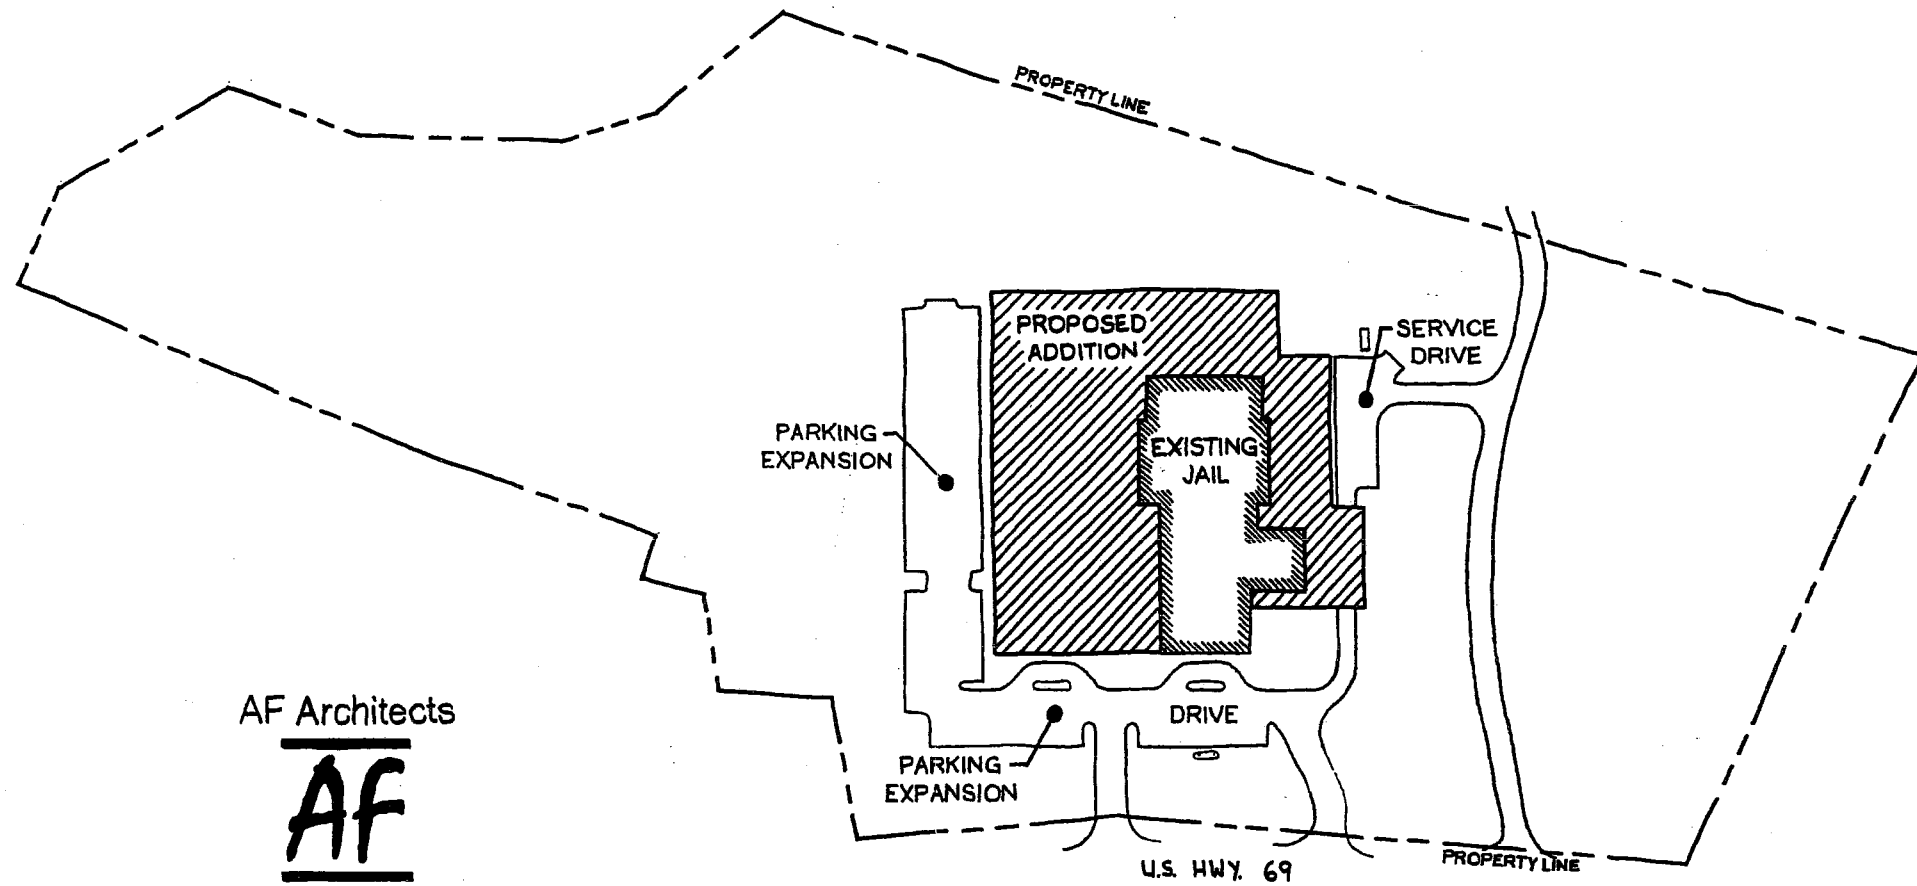 PROPERTY LINE
PROPOSED
ADDITION
SERVICE
DRIVE
PARKING
EXPANSION
EXISTING
JAIL
AF Architects
AF
DRIVE
PARKING
EXPANSION
U.S. HWY. 69
PROPERTY LINE